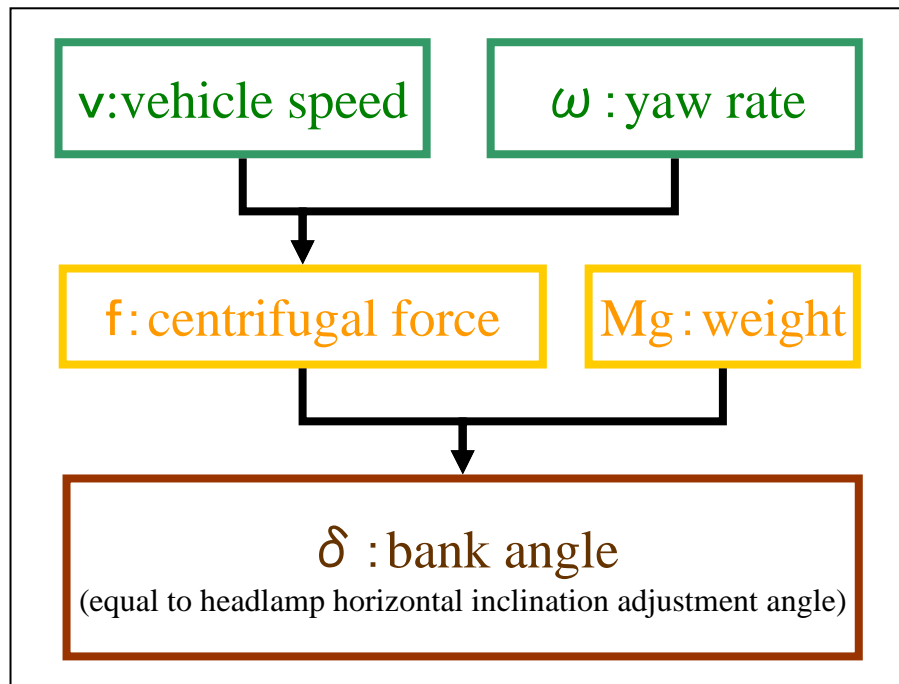 v:vehicle speed
ω:yaw rate
f:centrifugal force
Mg:weight
δ:bank angle
(equal to headlamp horizontal inclination adjustment angle)